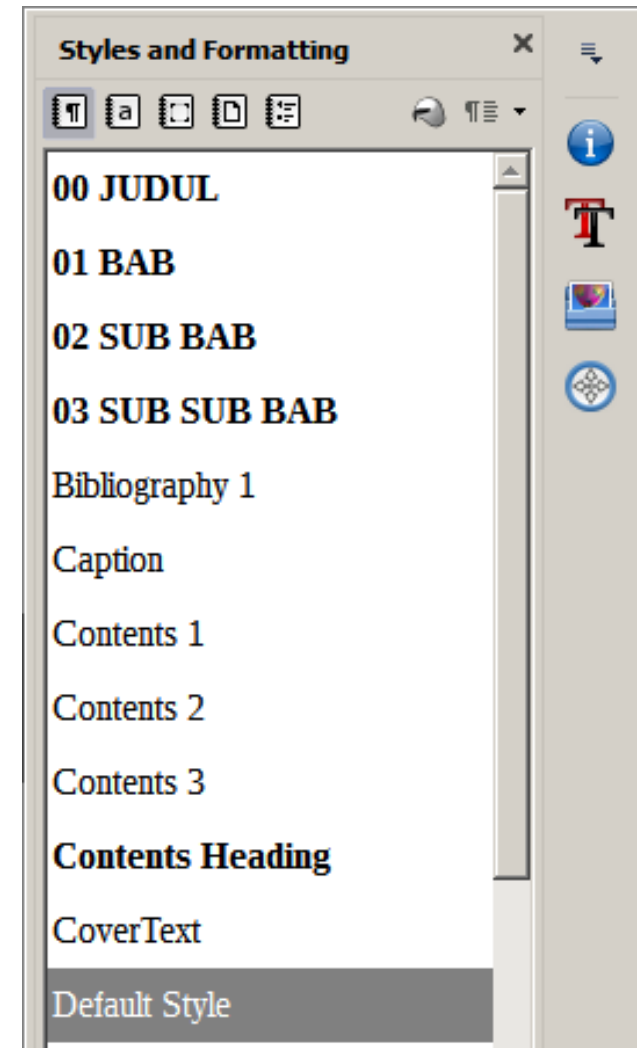 Styles and Formatting
00 JUDUL
01 BAB
02 SUB BAB
03 SUB SUB BAB
Bibliography 1
Caption
Contents 1
Contents 2
Contents 3
Contents Heading
CoverText
Default Style